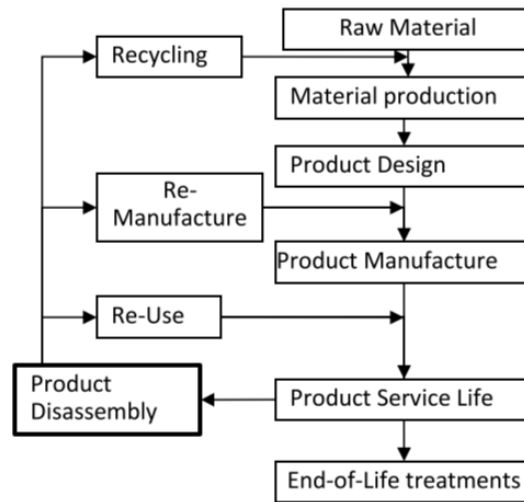 Raw Material
Recycling
Material production
Product Design
Re-
Manufacture
Product Manufacture
Re-Use
Product
Disassembly
Product Service Life
End-of-Life treatments